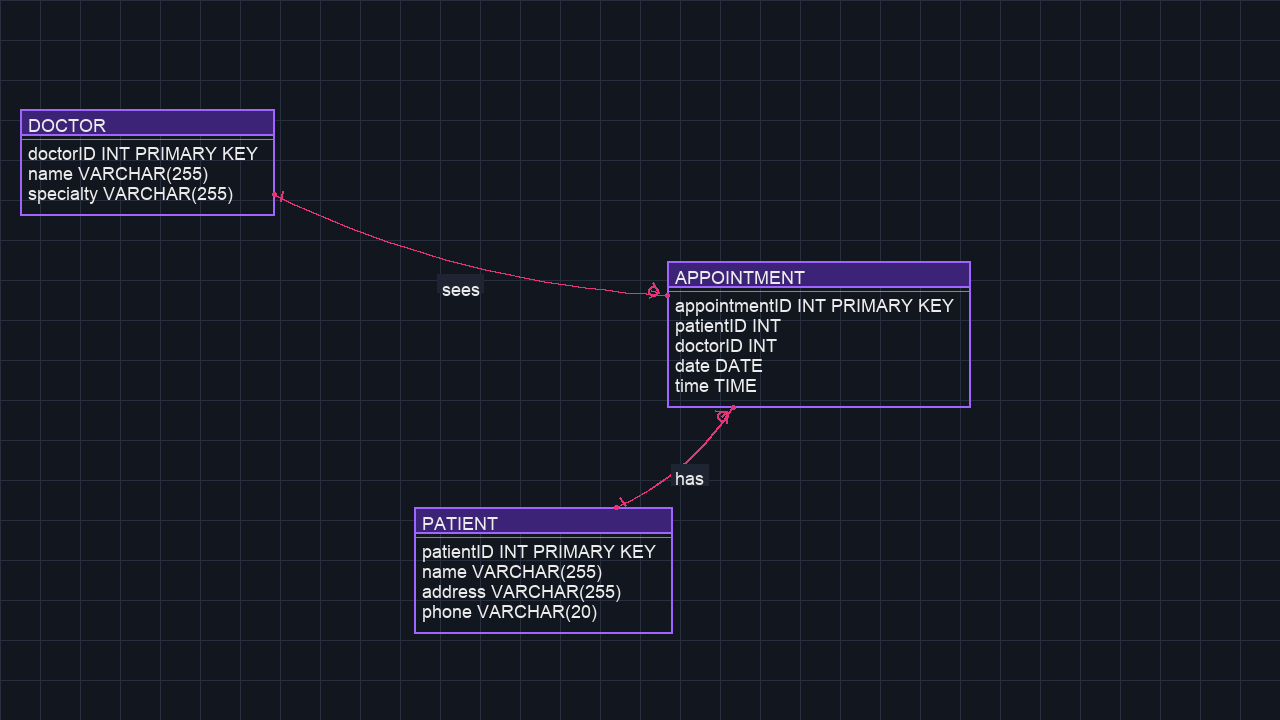 DOCTOR
doctorID INT PRIMARY KEY
name VARCHAR(255)
specialty VARCHAR(255)
sees
APPOINTMENT
appointmentID INT PRIMARY KEY
patientID INT
doctorID INT
date DATE
time TIME
has
PATIENT
patientID INT PRIMARY KEY
name VARCHAR(255)
address VARCHAR(255)
phone VARCHAR(20)